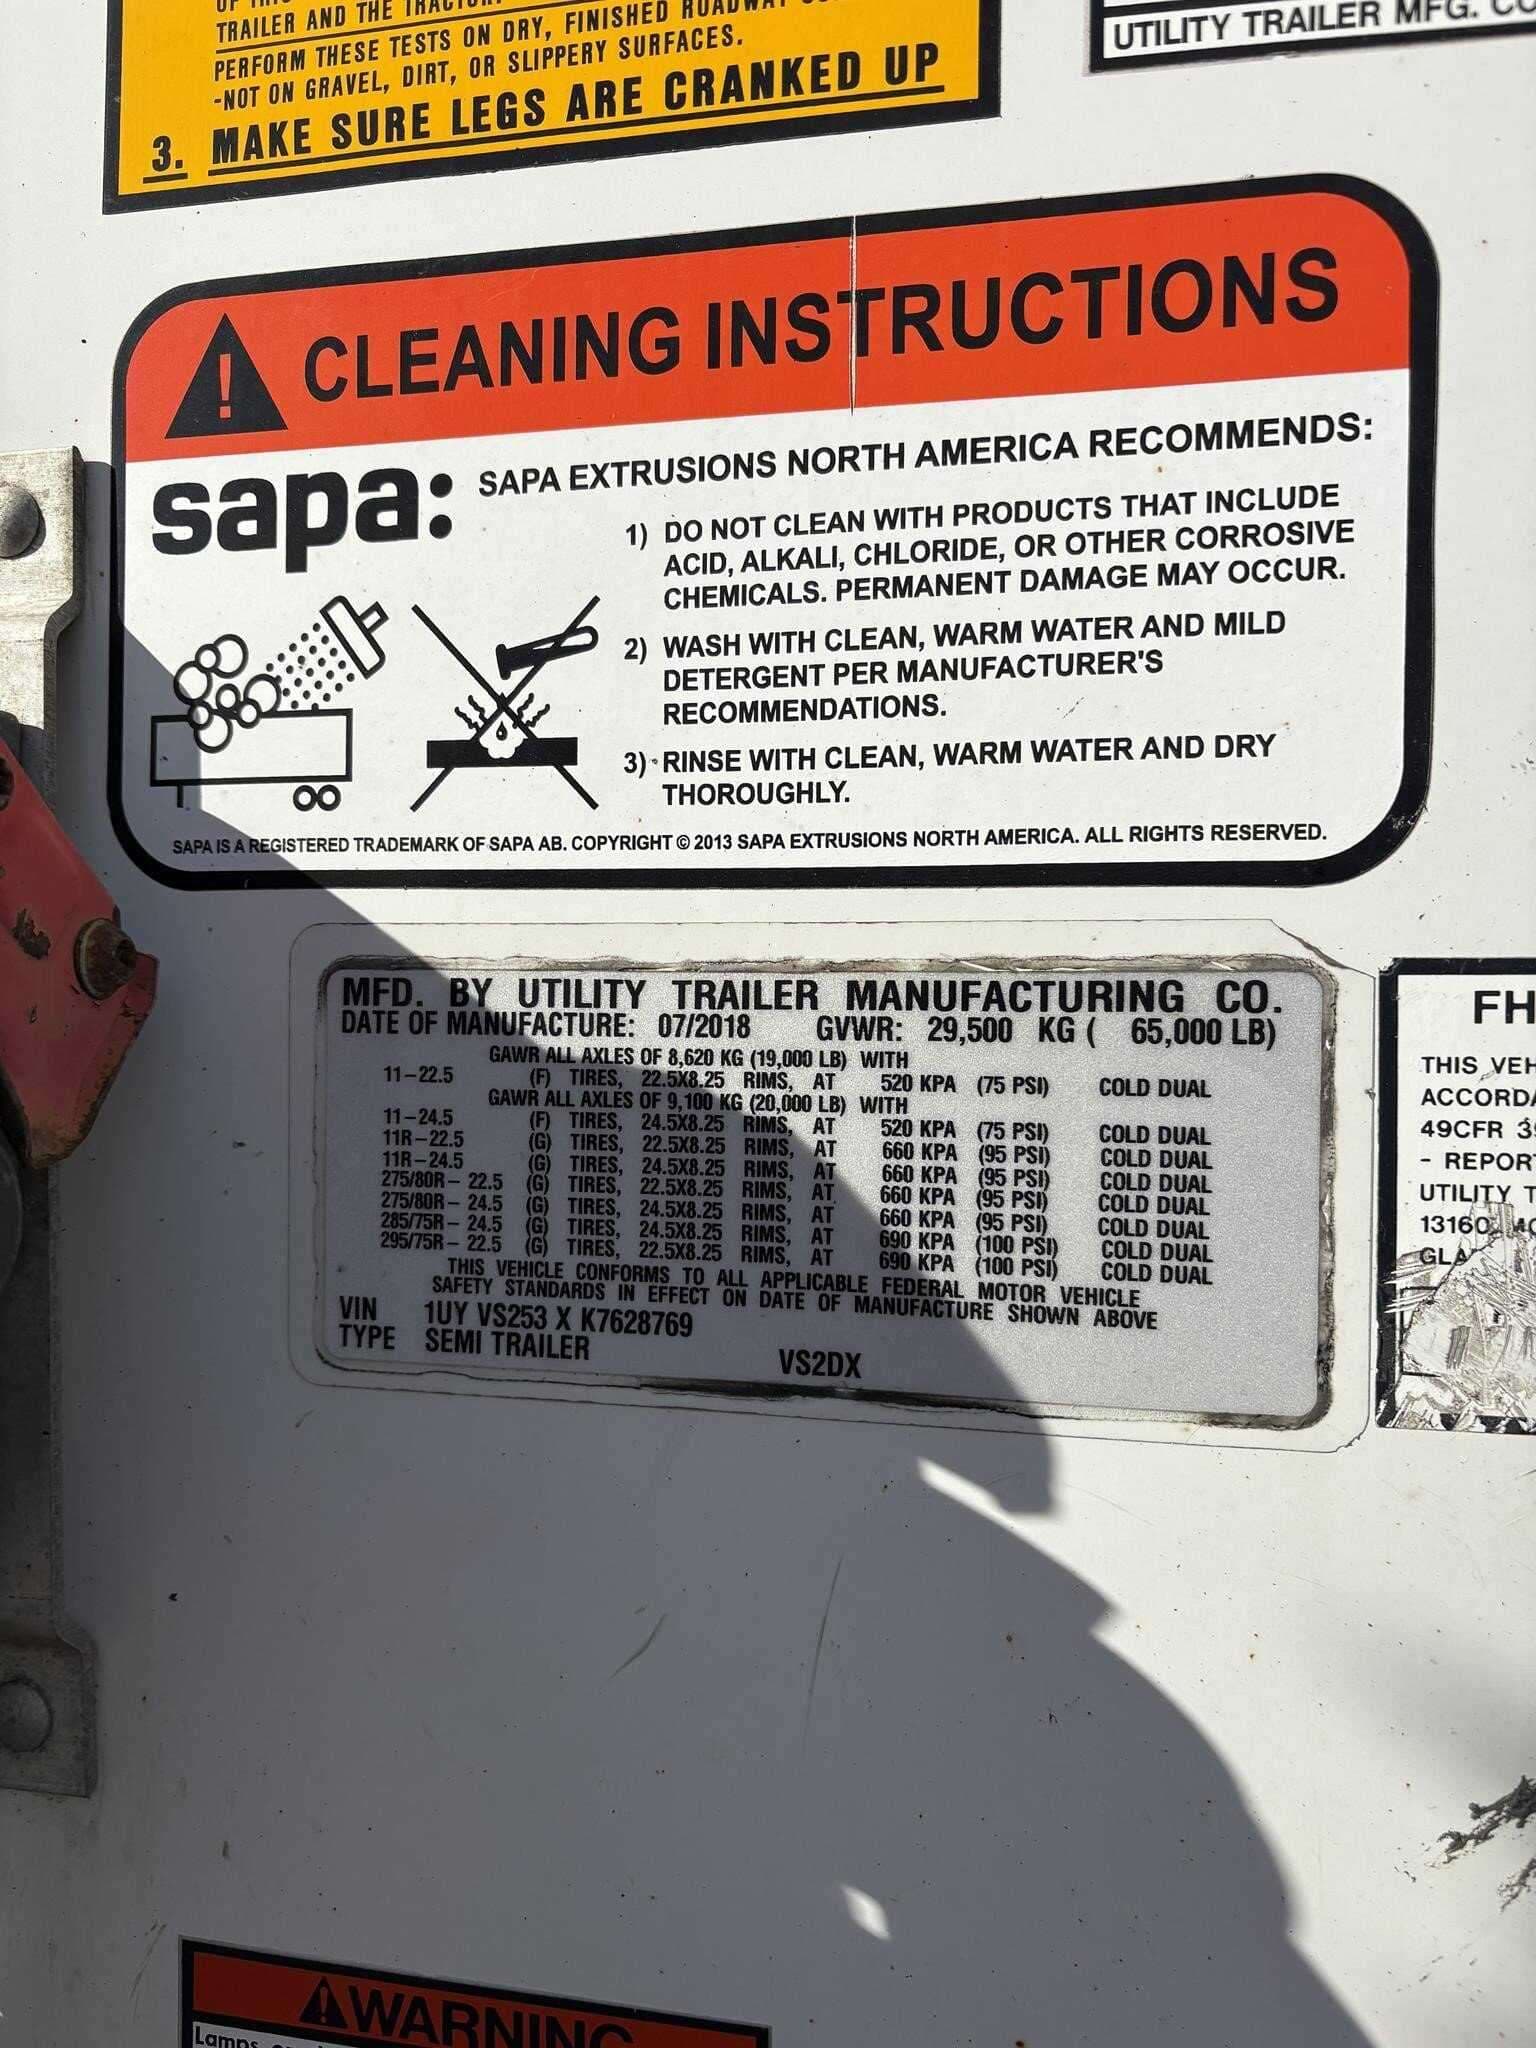 TRAILER AND THE
PERFORM THESE TESTS ON DRY, FINISHED ROADWAY
-NOT ON GRAVEL, DIRT, OR SLIPPERY SURFACES.
3. MAKE SURE LEGS ARE CRANKED UP
UTILITY TRAILER MFG. CO
! CLEANING INSTRUCTIONS
sapa: SAPA EXTRUSIONS NORTH AMERICA RECOMMENDS:
1) DO NOT CLEAN WITH PRODUCTS THAT INCLUDE
ACID, ALKALI, CHLORIDE, OR OTHER CORROSIVE
CHEMICALS. PERMANENT DAMAGE MAY OCCUR.
2) WASH WITH CLEAN, WARM WATER AND MILD
DETERGENT PER MANUFACTURER'S
RECOMMENDATIONS.
3) RINSE WITH CLEAN, WARM WATER AND DRY
THOROUGHLY.
SAPA IS A REGISTERED TRADEMARK OF SAPA AB. COPYRIGHT © 2013 SAPA EXTRUSIONS NORTH AMERICA. ALL RIGHTS RESERVED.
MFD. BY UTILITY TRAILER MANUFACTURING CO.
DATE OF MANUFACTURE: 07/2018 GVWR: 29,500 KG ( 65,000 LB)
GAWR ALL AXLES OF 8,620 KG (19,000 LB) WITH
11-22.5 (F) TIRES, 22.5X8.25 RIMS, AT 520 KPA (75 PSI) COLD DUAL
GAWR ALL AXLES OF 9,100 KG (20,000 LB) WITH
11-24.5 (F) TIRES, 24.5X8.25 RIMS, AT 520 KPA (75 PSI) COLD DUAL
11R-22.5 (G) TIRES, 22.5X8.25 RIMS, AT 660 KPA (95 PSI) COLD DUAL
11R-24.5 (G) TIRES, 24.5X8.25 RIMS, AT 660 KPA (95 PSI) COLD DUAL
275/80R-22.5 (G) TIRES, 22.5X8.25 RIMS, AT 660 KPA (95 PSI) COLD DUAL
275/80R-24.5 (G) TIRES, 24.5X8.25 RIMS, AT 660 KPA (95 PSI) COLD DUAL
285/75R-24.5 (G) TIRES, 24.5X8.25 RIMS, AT 690 KPA (100 PSI) COLD DUAL
295/75R-22.5 (G) TIRES, 22.5X8.25 RIMS, AT 690 KPA (100 PSI) COLD DUAL
THIS VEHICLE CONFORMS TO ALL APPLICABLE FEDERAL MOTOR VEHICLE
SAFETY STANDARDS IN EFFECT ON DATE OF MANUFACTURE SHOWN ABOVE
VIN 1UY VS253 X K7628769
TYPE SEMI TRAILER VS2DX
FH
THIS VEH
ACCORDA
49CFR 39
- REPOR
UTILITY T
WARNING
Lamps